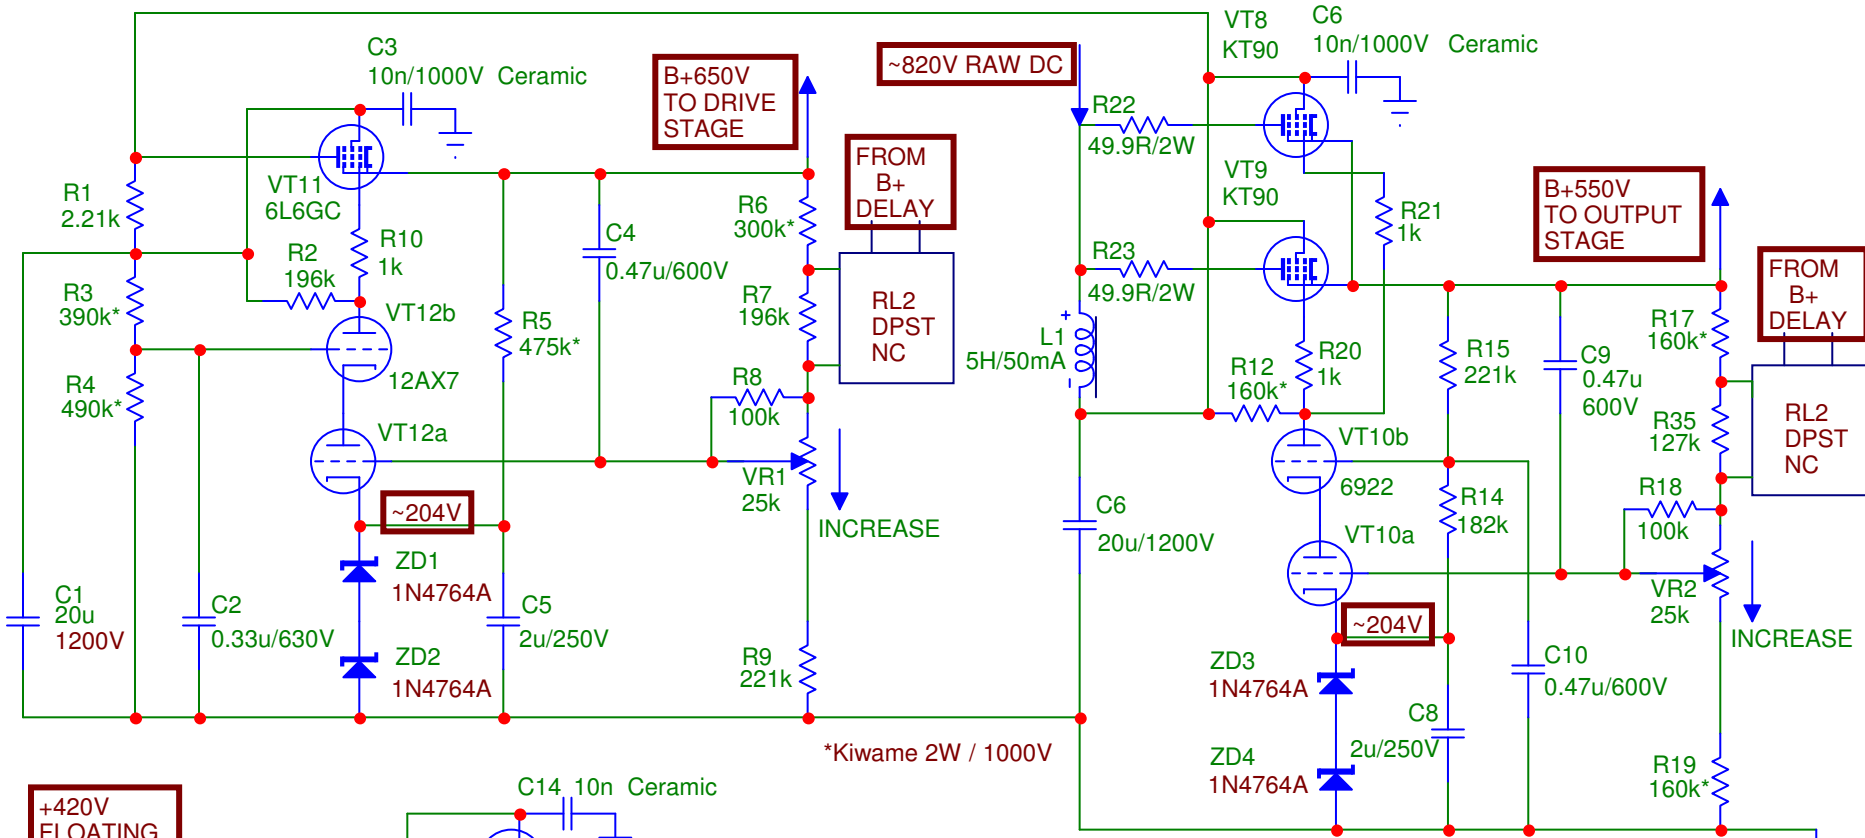 C3
10n/1000V Ceramic
B+650V
TO DRIVE
STAGE
~820V RAW DC
VT8
KT90
C6
10n/1000V Ceramic
R22
49.9R/2W
FROM
B+
DELAY
VT9
KT90
B+550V
TO OUTPUT
STAGE
R1
2.21k
VT11
6L6GC
R10
1k
R2
196k
C4
0.47u/600V
R6
300k*
R23
49.9R/2W
R21
1k
FROM
B+
DELAY
R3
390k*
VT12b
12AX7
R5
475k*
R7
196k
RL2
DPST
NC
+
L1
5H/50mA
-
R20
1k
R12
160k*
R15
221k
C9
0.47u
600V
R17
160k*
R4
490k*
R8
100k
R35
127k
RL2
DPST
NC
VT12a
VT10b
6922
VR1
25k
INCREASE
~204V
C6
20u/1200V
R14
182k
R18
100k
VT10a
ZD1
1N4764A
C1
20u
1200V
C2
0.33u/630V
C5
2u/250V
~204V
VR2
25k
INCREASE
ZD2
1N4764A
R9
221k
ZD3
1N4764A
C10
0.47u/600V
C8
2u/250V
*Kiwame 2W / 1000V
ZD4
1N4764A
R19
160k*
C14 10n Ceramic
+420V
FLOATING